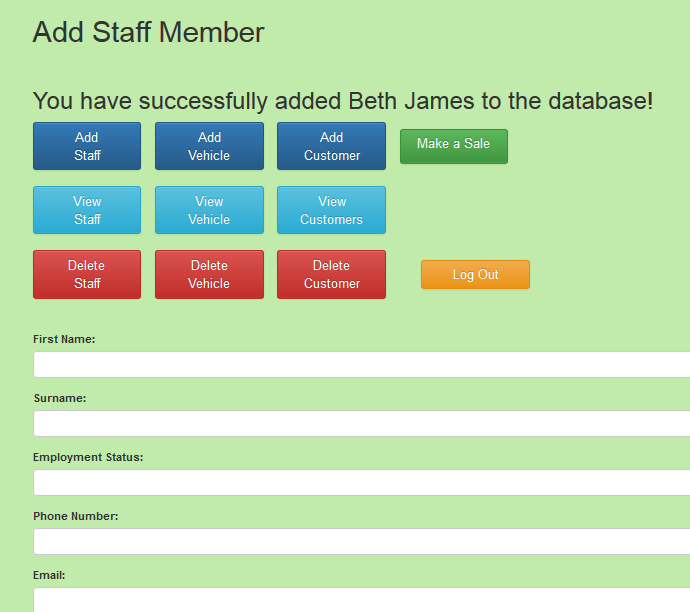 Add Staff Member
You have successfully added Beth James to the database!
Add
Staff
Add
Vehicle
Add
Customer
Make a Sale
View
Staff
View
Vehicle
View
Customers
Delete
Staff
Delete
Vehicle
Delete
Customer
Log Out
First Name:
Surname:
Employment Status:
Phone Number:
Email: